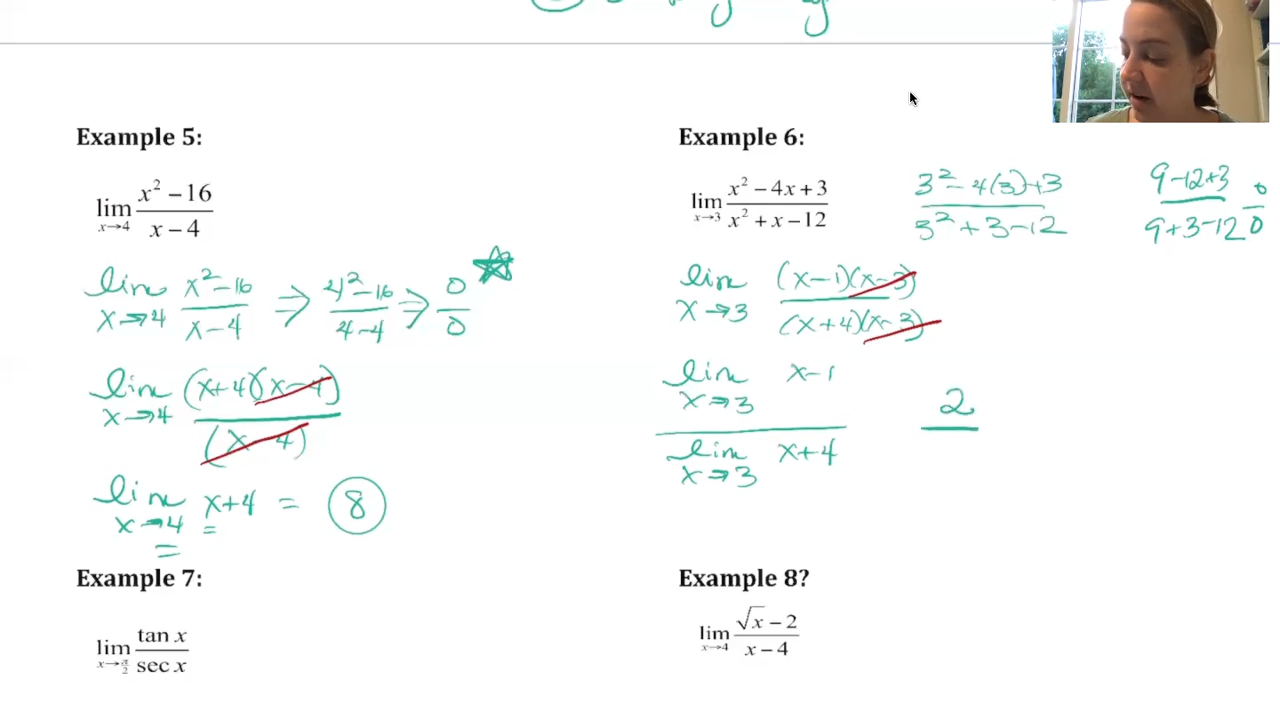 Example 5:
lim x→4 (x² − 16)/(x − 4)
lim x→4 (x² − 16)/(x − 4) ⇒ (4² − 16)/(4 − 4) ⇒ 0/0
lim x→4 (x+4)(x−4)/(x−4)
lim x→4 x+4 = 8
Example 6:
lim x→3 (x² − 4x + 3)/(x² + x − 12)
(3² − 4(3) + 3)/(3² + 3 − 12)
(9 − 12 + 3)/(9 + 3 − 12)
0/0
lim x→3 (x−1)(x−3)/(x+4)(x−3)
lim x→3 x−1
lim x→3 x+4
2
Example 7:
lim x→π/2 tan x/sec x
Example 8?
lim x→4 (√x − 2)/(x − 4)